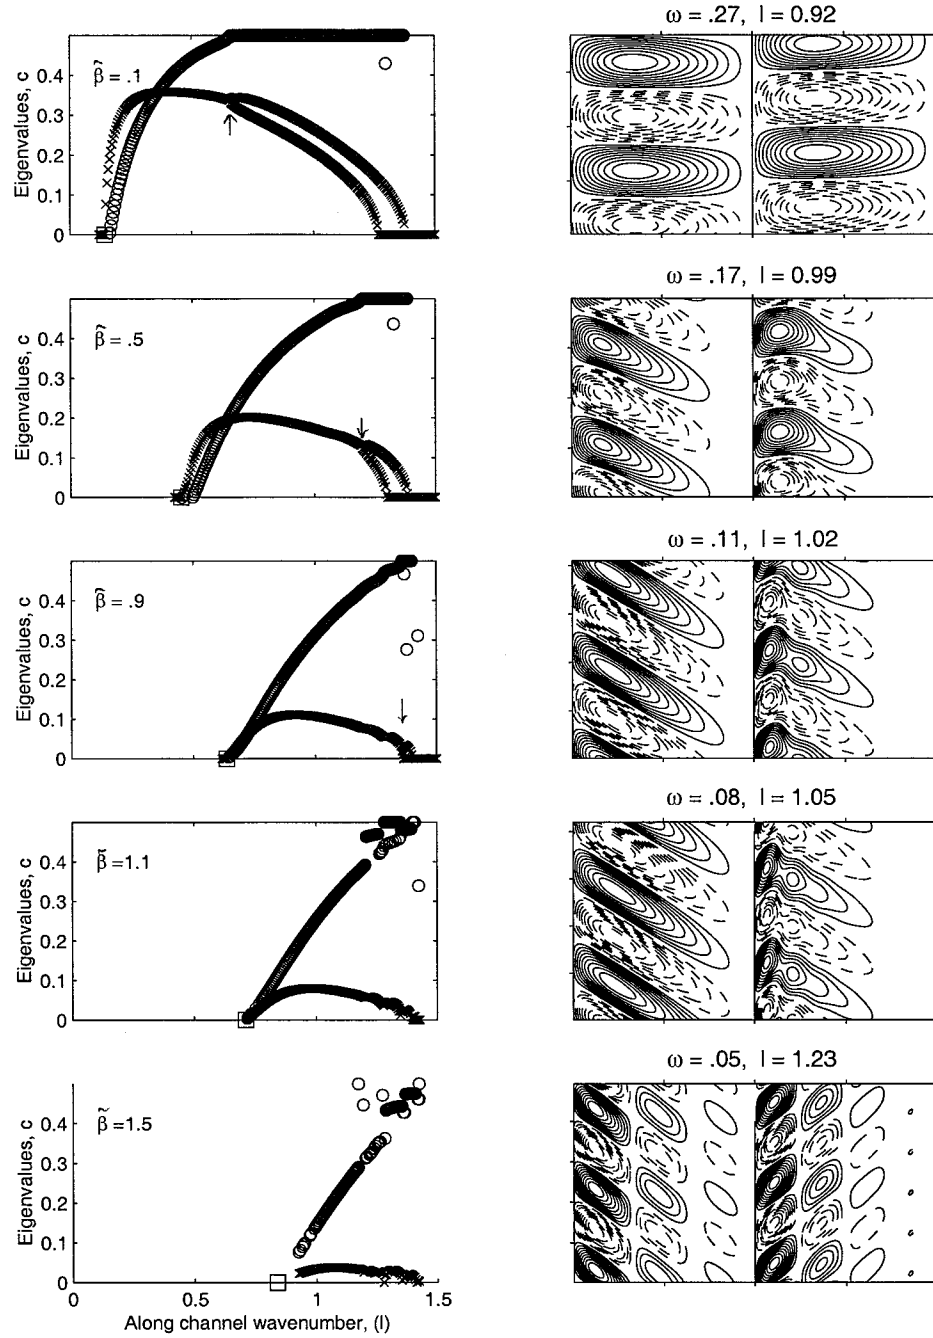 ω = .27, l = 0.92
Eigenvalues, c
0.4
0.3
0.2
0.1
0
β̃ = .1
ω = .17, l = 0.99
Eigenvalues, c
0.4
0.3
0.2
0.1
0
β̃ = .5
ω = .11, l = 1.02
Eigenvalues, c
0.4
0.3
0.2
0.1
0
β̃ = .9
ω = .08, l = 1.05
Eigenvalues, c
0.4
0.3
0.2
0.1
0
β̃ =1.1
ω = .05, l = 1.23
Eigenvalues, c
0.4
0.3
0.2
0.1
0
β̃ =1.5
0 0.5 1 1.5
Along channel wavenumber, (l)